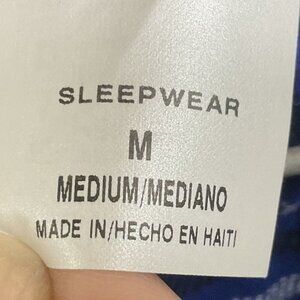 SLEEPWEAR
M
MEDIUM/MEDIANO
MADE IN/HECHO EN HAITI